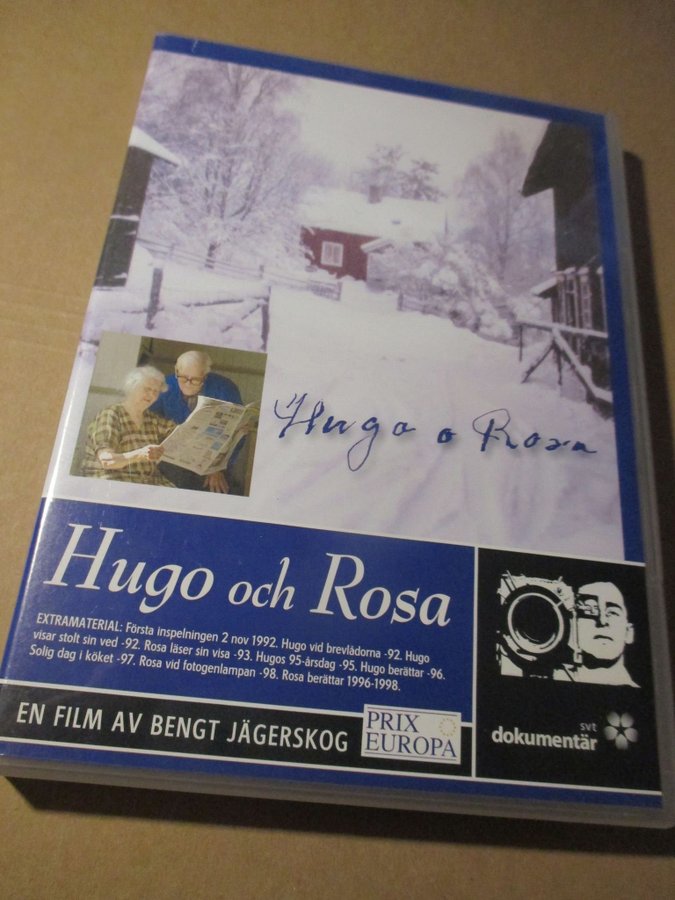 Hugo o Rosa
Hugo och Rosa
EXTRAMATERIAL: Första inspelningen 2 nov 1992. Hugo vid brevlådorna -92. Hugo
visar stolt sin ved -92. Rosa läser sin visa -93. Hugos 95-årsdag -95. Hugo berättar -96.
Solig dag i köket -97. Rosa vid fotogenlampan -98. Rosa berättar 1996-1998.
EN FILM AV BENGT JÄGERSKOG
PRIX
EUROPA
svt
dokumentär